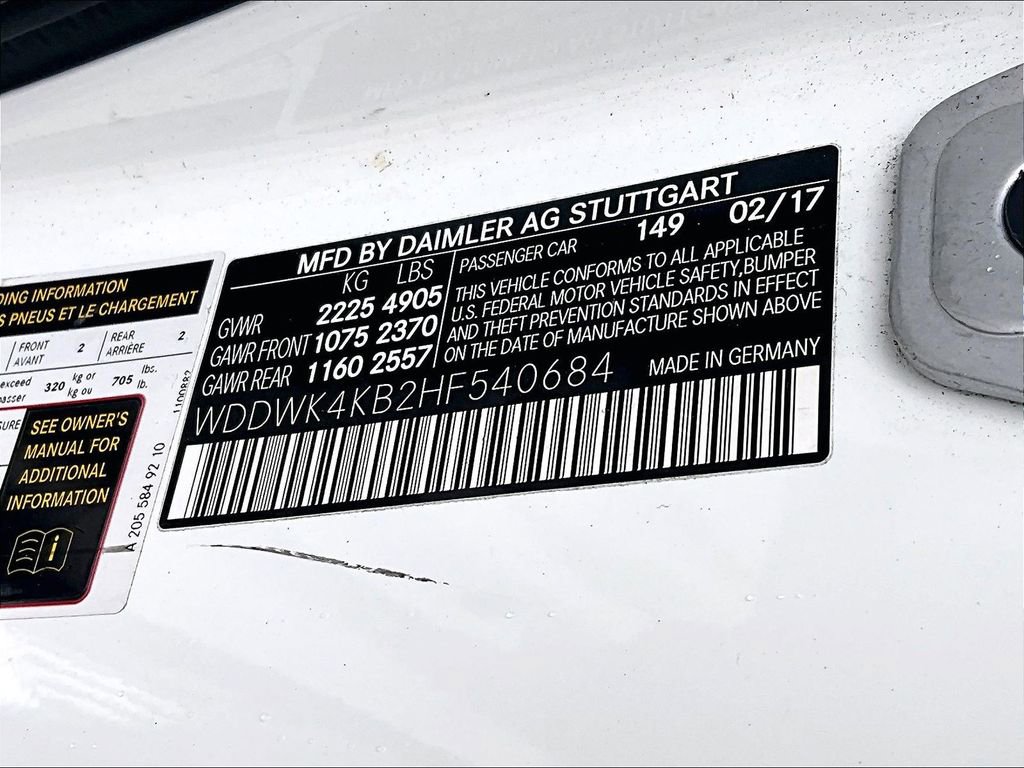 MFD BY DAIMLER AG STUTTGART
KG LBS
GVWR 2225 4905
GAWR FRONT 1075 2370
GAWR REAR 1160 2557
PASSENGER CAR 149 02/17
THIS VEHICLE CONFORMS TO ALL APPLICABLE
U.S. FEDERAL MOTOR VEHICLE SAFETY,BUMPER
AND THEFT PREVENTION STANDARDS IN EFFECT
ON THE DATE OF MANUFACTURE SHOWN ABOVE
WDDWK4KB2HF540684 MADE IN GERMANY
DING INFORMATION
S PNEUS ET LE CHARGEMENT
FRONT 2 REAR 2
AVANT ARRIÈRE
exceed 320 kg or 705 lbs.
passer kg ou lb.
SURE
SEE OWNER'S
MANUAL FOR
ADDITIONAL
INFORMATION
i
A 205 584 92 10